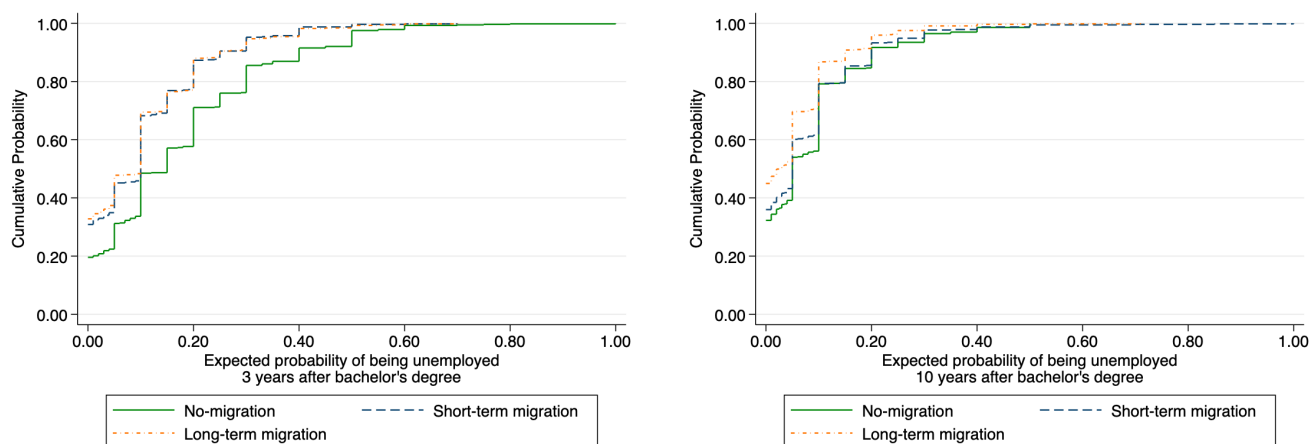 1.00
0.80
0.60
0.40
0.20
0.00
Cumulative Probability
0.00 0.20 0.40 0.60 0.80 1.00
Expected probability of being unemployed
3 years after bachelor's degree
No-migration
Short-term migration
Long-term migration
1.00
0.80
0.60
0.40
0.20
0.00
Cumulative Probability
0.00 0.20 0.40 0.60 0.80 1.00
Expected probability of being unemployed
10 years after bachelor's degree
No-migration
Short-term migration
Long-term migration